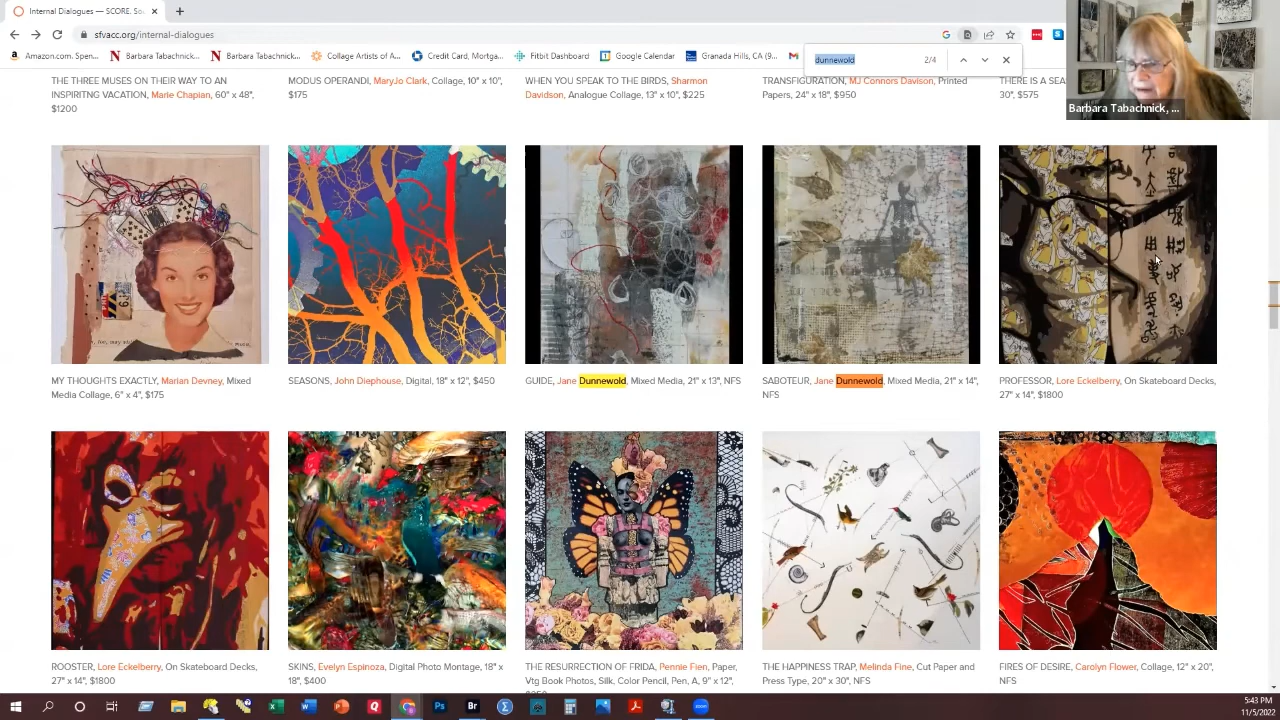 Internal Dialogues — SCORE, So
sfvacc.org/internal-dialogues
Amazon.com. Spen...
Barbara Tabachnick...
Barbara Tabachnick...
Collage Artists of A...
Credit Card, Mortga...
Fitbit Dashboard
Google Calendar
Granada Hills, CA (9...
dunnewold
2/4
Barbara Tabachnick, ...
THE THREE MUSES ON THEIR WAY TO AN
INSPIRITNG VACATION, Marie Chapian, 60" x 48",
$1200
MODUS OPERANDI, MaryJo Clark, Collage, 10" x 10",
$175
WHEN YOU SPEAK TO THE BIRDS, Sharmon
Davidson, Analogue Collage, 13" x 10", $225
TRANSFIGURATION, MJ Connors Davison, Printed
Papers, 24" x 18", $950
THERE IS A SEA
30", $575
MY THOUGHTS EXACTLY, Marian Devney, Mixed
Media Collage, 6" x 4", $175
SEASONS, John Diephouse, Digital, 18" x 12", $450
GUIDE, Jane Dunnewold, Mixed Media, 21" x 13", NFS
SABOTEUR, Jane Dunnewold, Mixed Media, 21" x 14",
NFS
PROFESSOR, Lore Eckelberry, On Skateboard Decks,
27" x 14", $1800
ROOSTER, Lore Eckelberry, On Skateboard Decks,
27" x 14", $1800
SKINS, Evelyn Espinoza, Digital Photo Montage, 18" x
18", $400
THE RESURRECTION OF FRIDA, Pennie Fien, Paper,
Vtg Book Photos, Silk, Color Pencil, Pen, A, 9" x 12",
THE HAPPINESS TRAP, Melinda Fine, Cut Paper and
Press Type, 20" x 30", NFS
FIRES OF DESIRE, Carolyn Flower, Collage, 12" x 20",
NFS
5:43 PM
11/5/2022